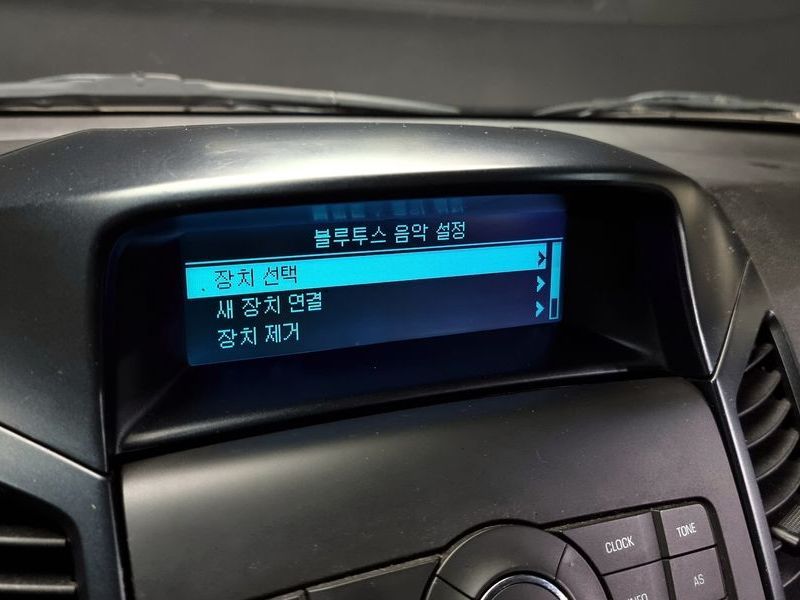 블루투스 음악 설정
장치 선택
새 장치 연결
장치 제거
CLOCK
TONE
AS